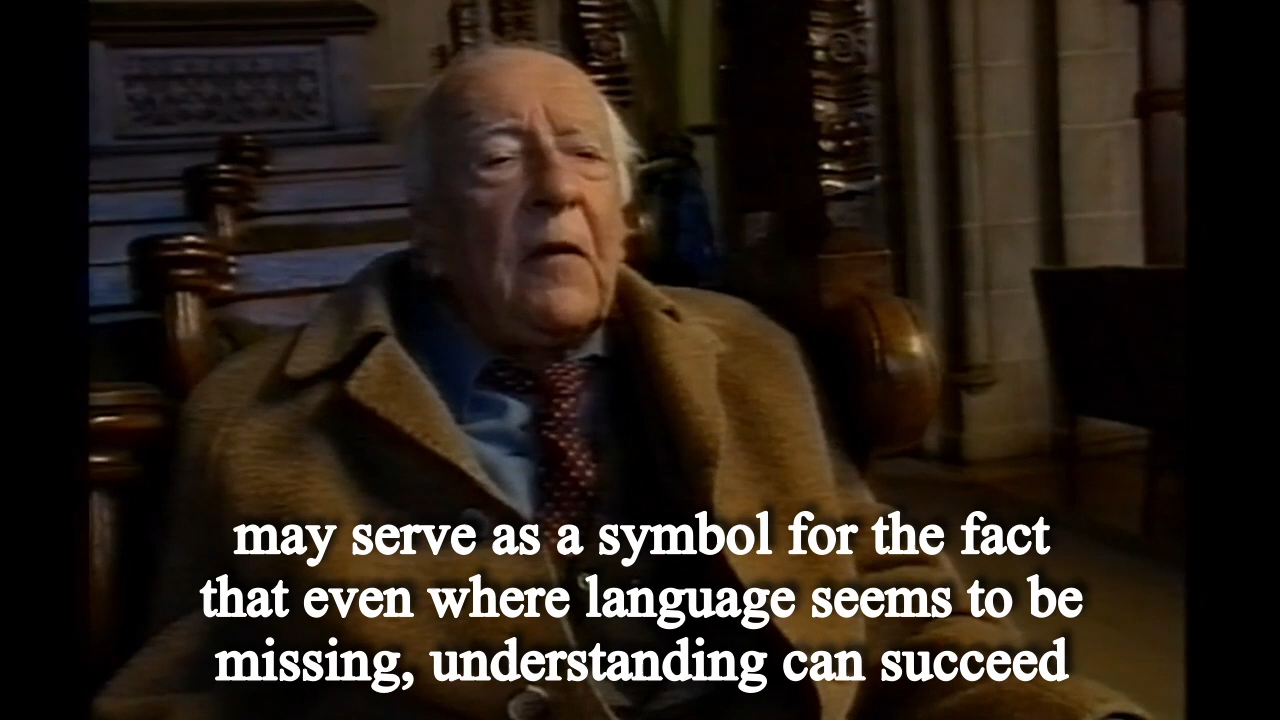 may serve as a symbol for the fact
that even where language seems to be
missing, understanding can succeed